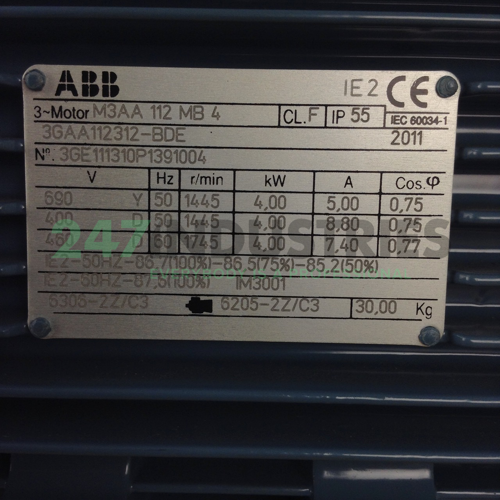 ABB IE2 CE
3~Motor M3AA 112 MB 4 CL. F IP 55 IEC 60034-1
3GAA112312-BDE 2011
Nº. 3GE111310P1391004
V Hz r/min kW A Cos.φ
690 Y 50 1445 4,00 5,00 0,75
400 D 50 1445 4,00 8,80 0,75
460 60 1745 4,00 7,40 0,77
247 INDUSTRIES
IE2-50HZ-86,7(100%)-86,5(75%)-85,2(50%)
IE2-60HZ-87,5(100%) IM3001
6306-2Z/C3 6205-2Z/C3 30,00 Kg